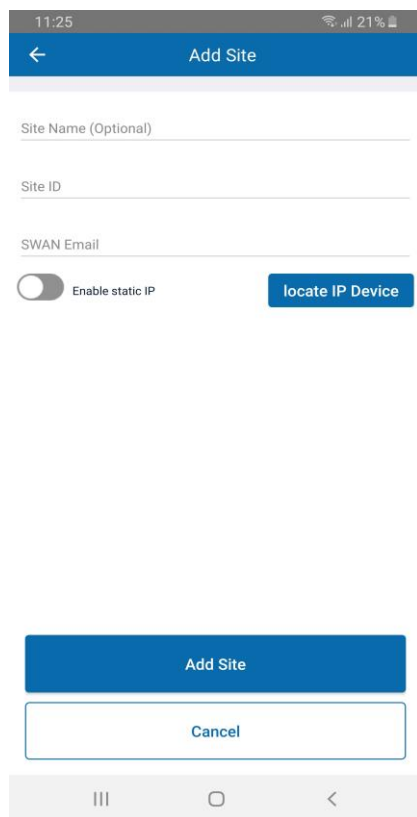 11:25 21%
Add Site
Site Name (Optional)
Site ID
SWAN Email
Enable static IP locate IP Device
Add Site
Cancel